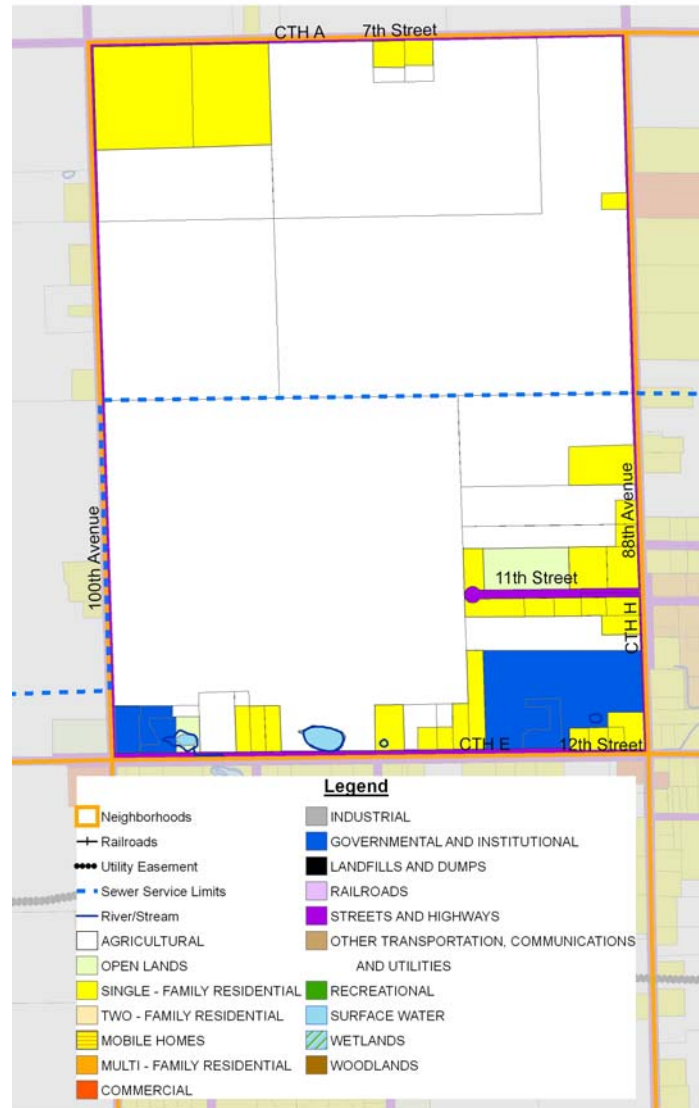 CTH A
7th Street
100th Avenue
88th Avenue
11th Street
CTH H
CTH E
12th Street
Legend
Neighborhoods
Railroads
Utility Easement
Sewer Service Limits
River/Stream
AGRICULTURAL
OPEN LANDS
SINGLE - FAMILY RESIDENTIAL
TWO - FAMILY RESIDENTIAL
MOBILE HOMES
MULTI - FAMILY RESIDENTIAL
COMMERCIAL
INDUSTRIAL
GOVERNMENTAL AND INSTITUTIONAL
LANDFILLS AND DUMPS
RAILROADS
STREETS AND HIGHWAYS
OTHER TRANSPORTATION, COMMUNICATIONS
AND UTILITIES
RECREATIONAL
SURFACE WATER
WETLANDS
WOODLANDS